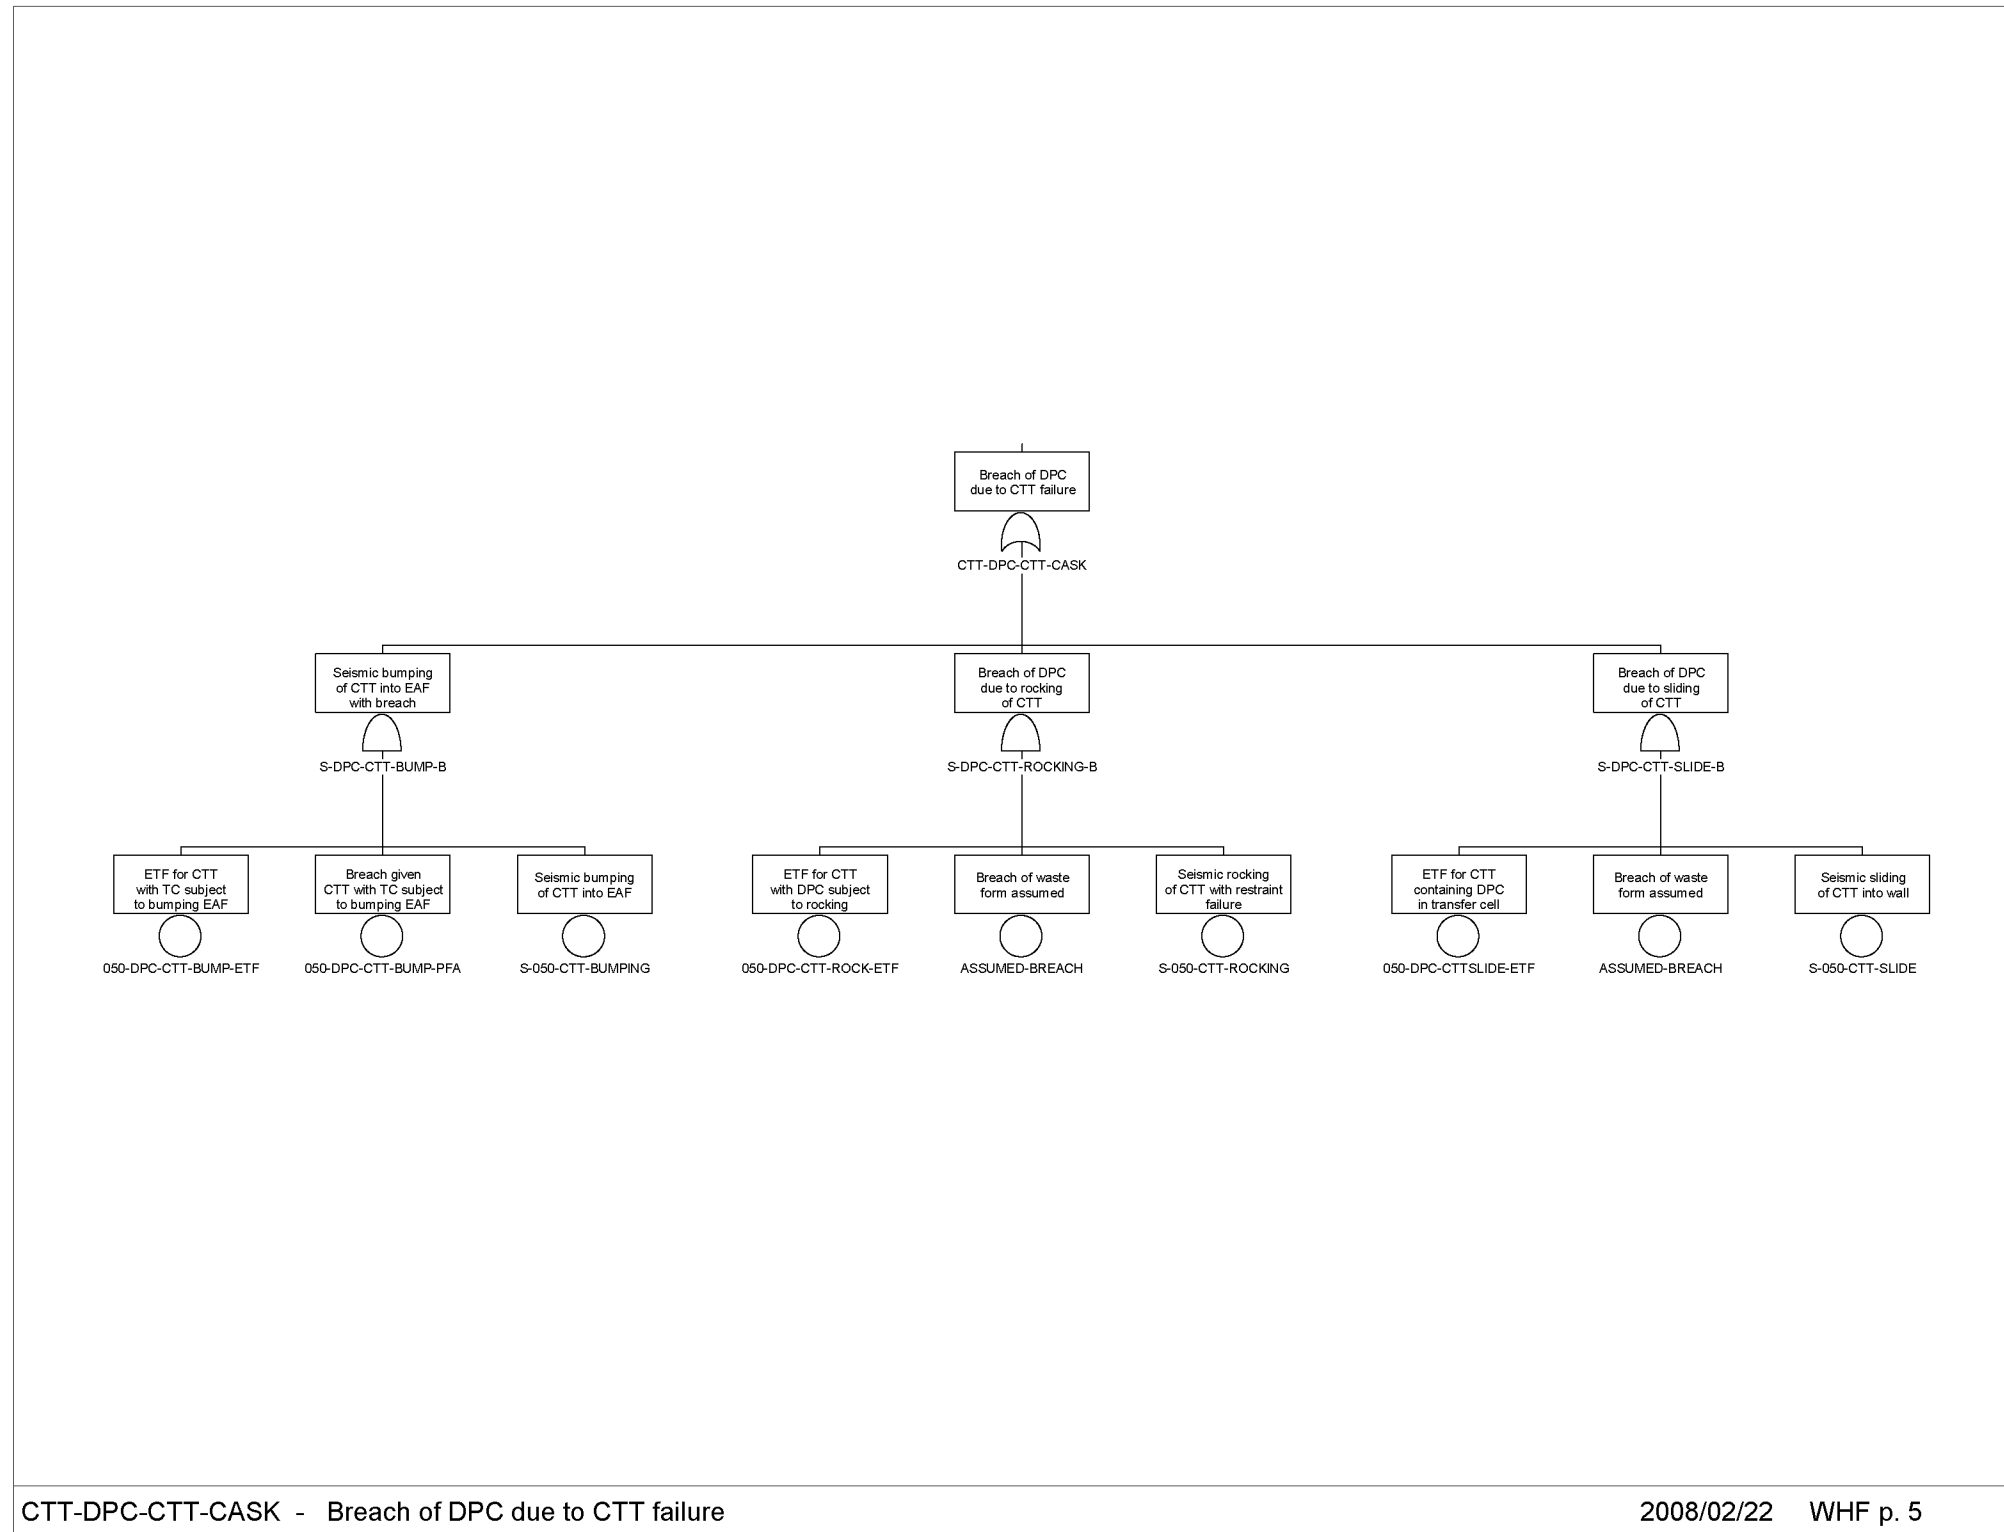 Breach of DPC
due to CTT failure
CTT-DPC-CTT-CASK
Seismic bumping
of CTT into EAF
with breach
S-DPC-CTT-BUMP-B
Breach of DPC
due to rocking
of CTT
S-DPC-CTT-ROCKING-B
Breach of DPC
due to sliding
of CTT
S-DPC-CTT-SLIDE-B
ETF for CTT
with TC subject
to bumping EAF
050-DPC-CTT-BUMP-ETF
Breach given
CTT with TC subject
to bumping EAF
050-DPC-CTT-BUMP-PFA
Seismic bumping
of CTT into EAF
S-050-CTT-BUMPING
ETF for CTT
with DPC subject
to rocking
050-DPC-CTT-ROCK-ETF
Breach of waste
form assumed
ASSUMED-BREACH
Seismic rocking
of CTT with restraint
failure
S-050-CTT-ROCKING
ETF for CTT
containing DPC
in transfer cell
050-DPC-CTTSLIDE-ETF
Breach of waste
form assumed
ASSUMED-BREACH
Seismic sliding
of CTT into wall
S-050-CTT-SLIDE
CTT-DPC-CTT-CASK - Breach of DPC due to CTT failure
2008/02/22 WHF p. 5